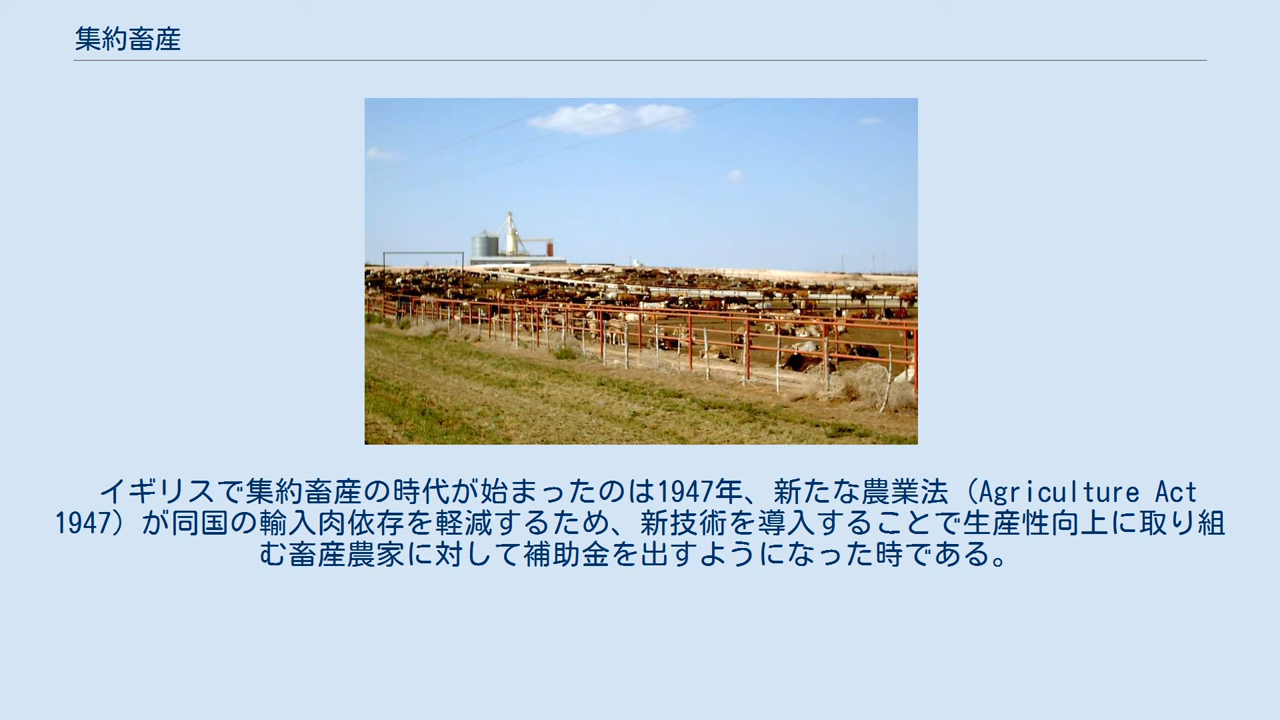 集約畜産
イギリスで集約畜産の時代が始まったのは1947年、新たな農業法（Agriculture Act
1947）が同国の輸入肉依存を軽減するため、新技術を導入することで生産性向上に取り組
む畜産農家に対して補助金を出すようになった時である。